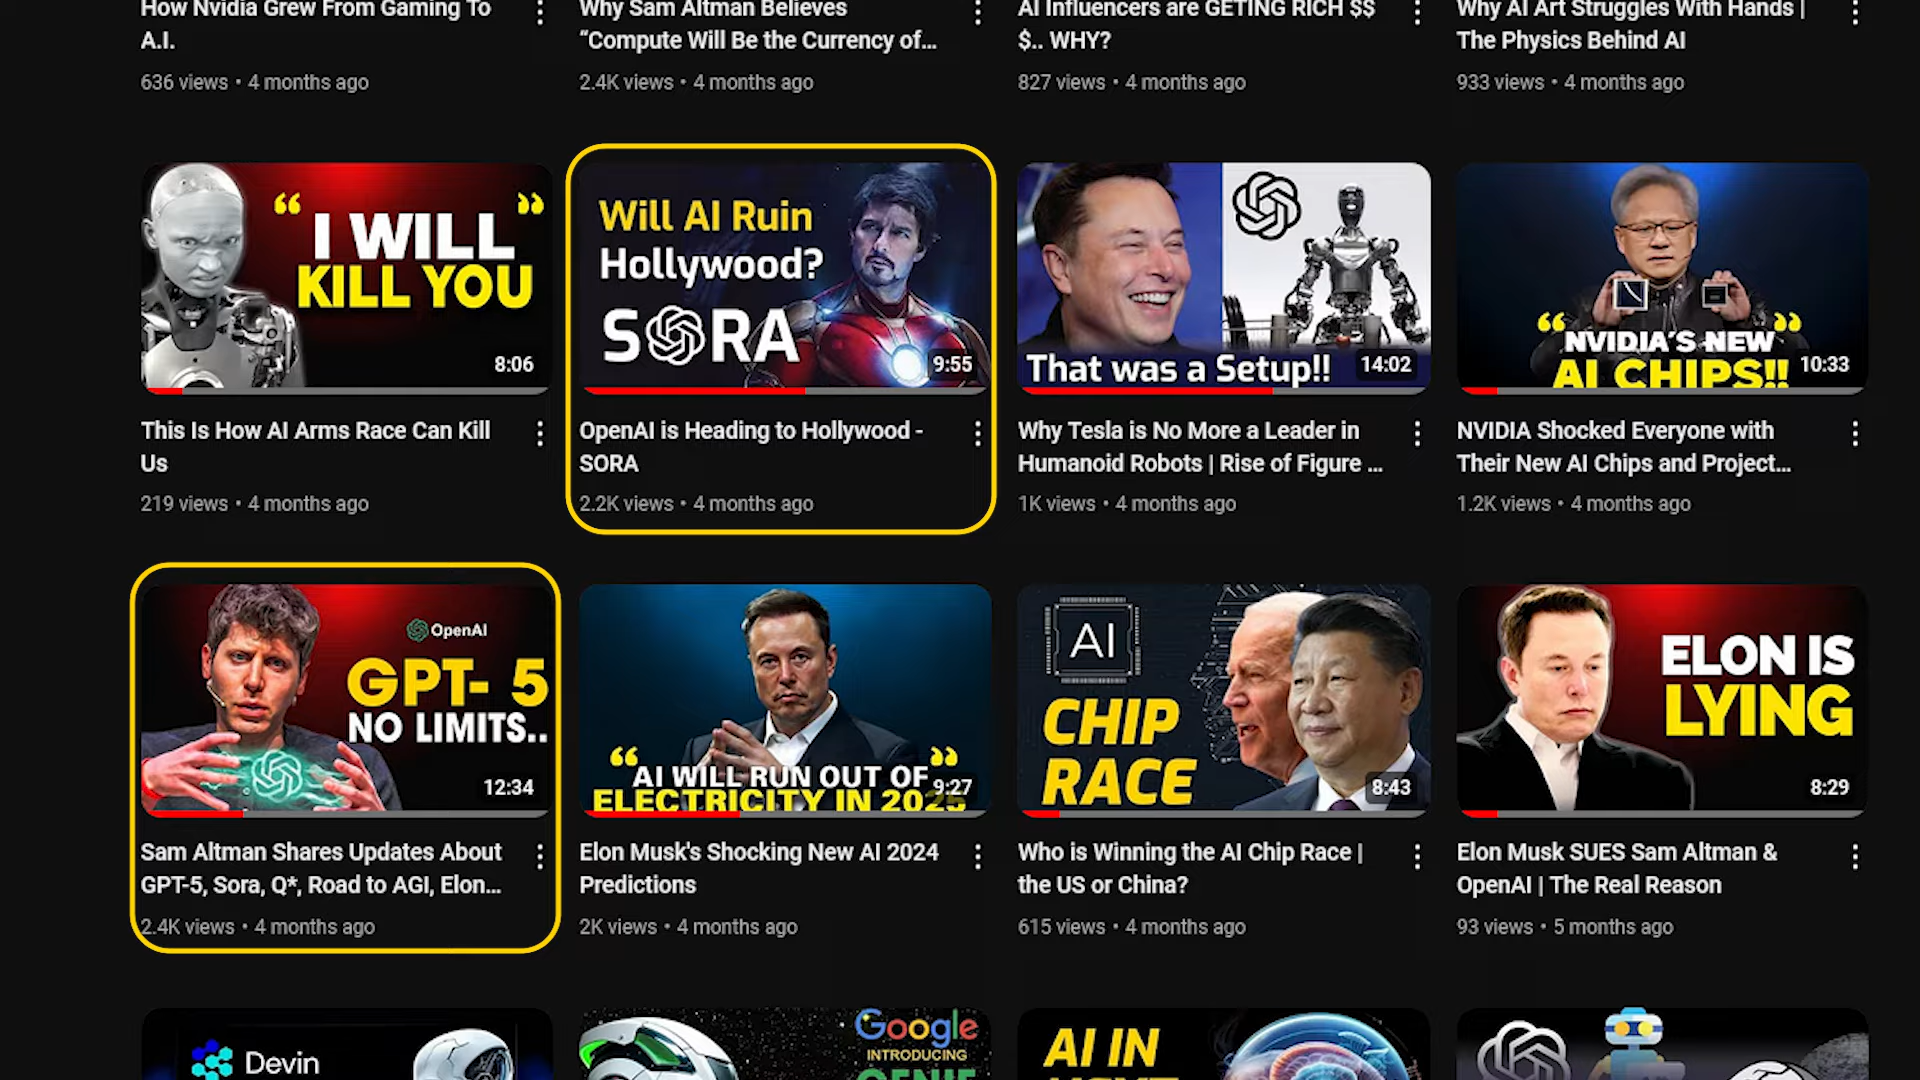 How Nvidia Grew From Gaming To
A.I.
636 views • 4 months ago
Why Sam Altman Believes
“Compute Will Be the Currency of...
2.4K views • 4 months ago
AI Influencers are GETING RICH $$
$.. WHY?
827 views • 4 months ago
Why AI Art Struggles With Hands |
The Physics Behind AI
933 views • 4 months ago
“ I WILL ”
KILL YOU
8:06
This Is How AI Arms Race Can Kill
Us
219 views • 4 months ago
Will AI Ruin
Hollywood?
SORA
9:55
OpenAI is Heading to Hollywood -
SORA
2.2K views • 4 months ago
That was a Setup!!
14:02
Why Tesla is No More a Leader in
Humanoid Robots | Rise of Figure ...
1K views • 4 months ago
“NVIDIA'S NEW”
AI CHIPS!!
10:33
NVIDIA Shocked Everyone with
Their New AI Chips and Project...
1.2K views • 4 months ago
OpenAI
GPT- 5
NO LIMITS..
12:34
Sam Altman Shares Updates About
GPT-5, Sora, Q*, Road to AGI, Elon...
2.4K views • 4 months ago
“AI WILL RUN OUT OF”
ELECTRICITY IN 2025
9:27
Elon Musk's Shocking New AI 2024
Predictions
2K views • 4 months ago
AI
CHIP
RACE
8:43
Who is Winning the AI Chip Race |
the US or China?
615 views • 4 months ago
ELON IS
LYING
8:29
Elon Musk SUES Sam Altman &
OpenAI | The Real Reason
93 views • 5 months ago
Devin
Google
INTRODUCING
GENIE
AI IN